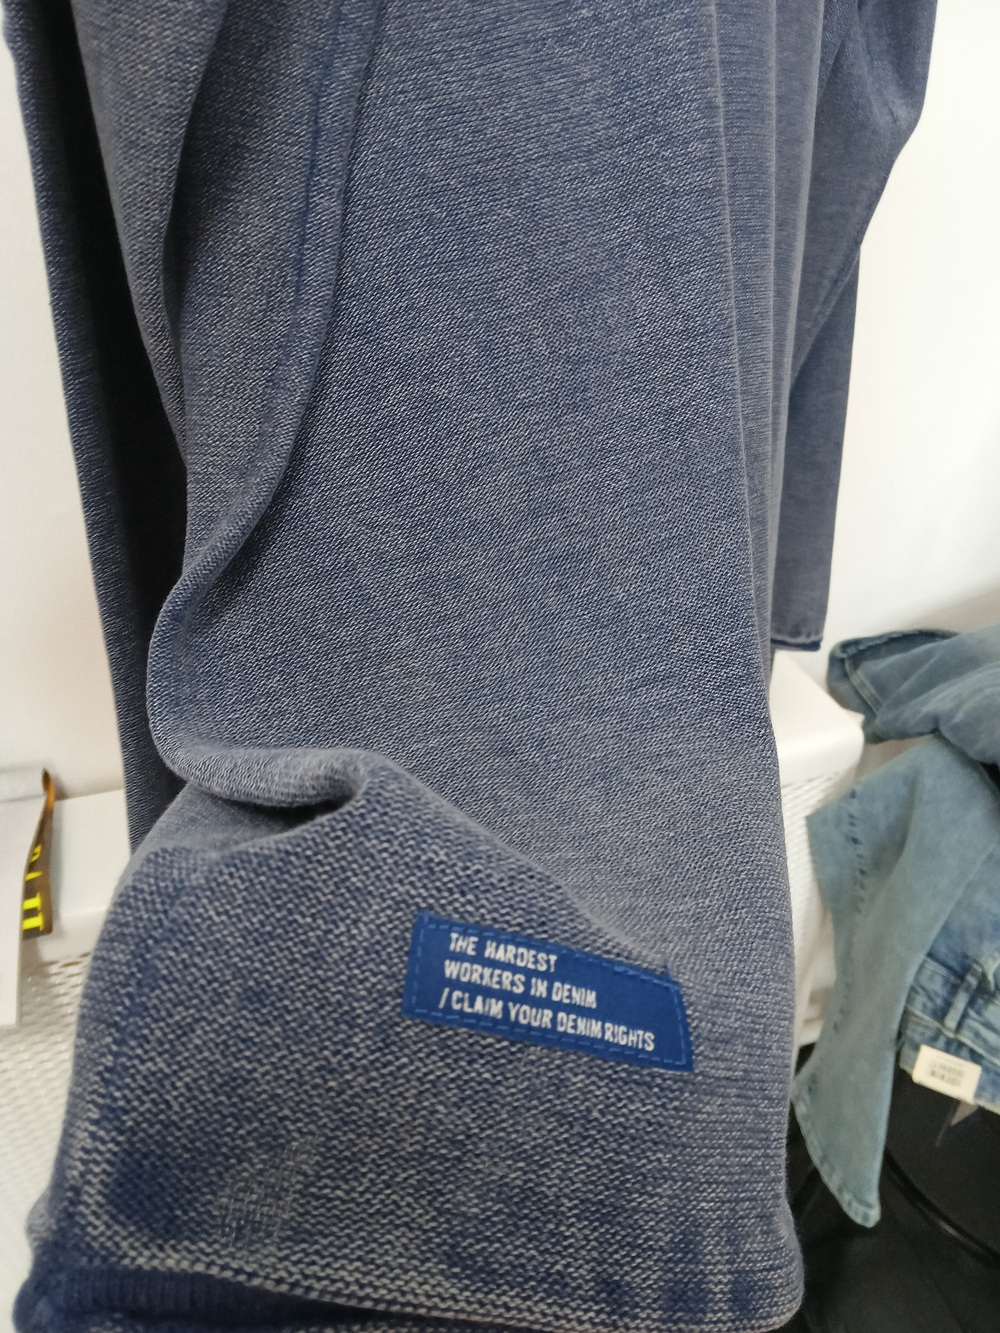 THE HARDEST
WORKERS IN DENIM
/ CLAIM YOUR DENIM RIGHTS